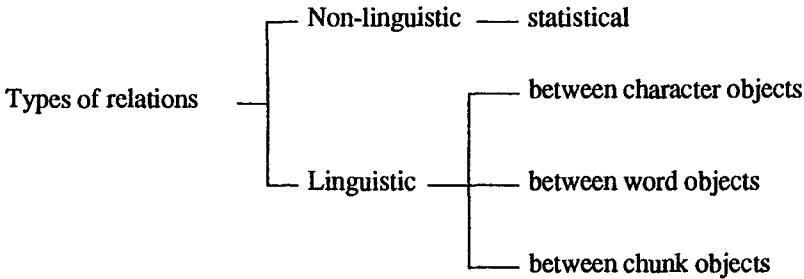 Non-linguistic
statistical
Types of relations
between character objects
Linguistic
between word objects
between chunk objects